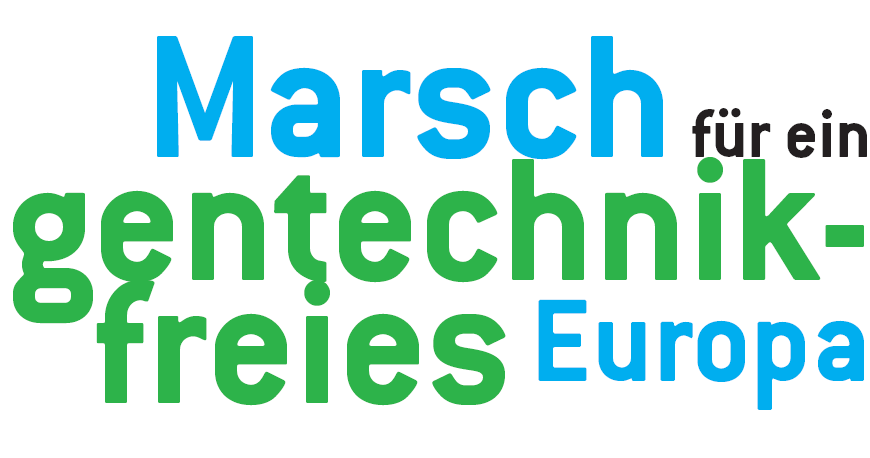 Marsch für ein
gentechnik-
freies Europa